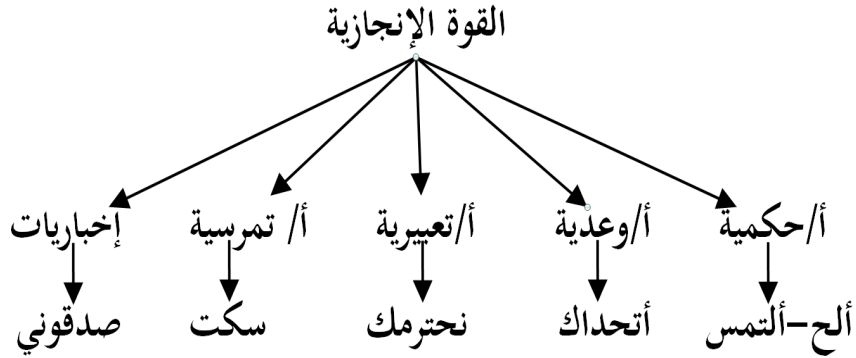 القوة الإنجازية
أ/حكمية أ/وعدية أ/تعبيرية أ/ تمرسية إخباريات
ألح–ألتمس أتحداك نحترمك سكت صدقوني